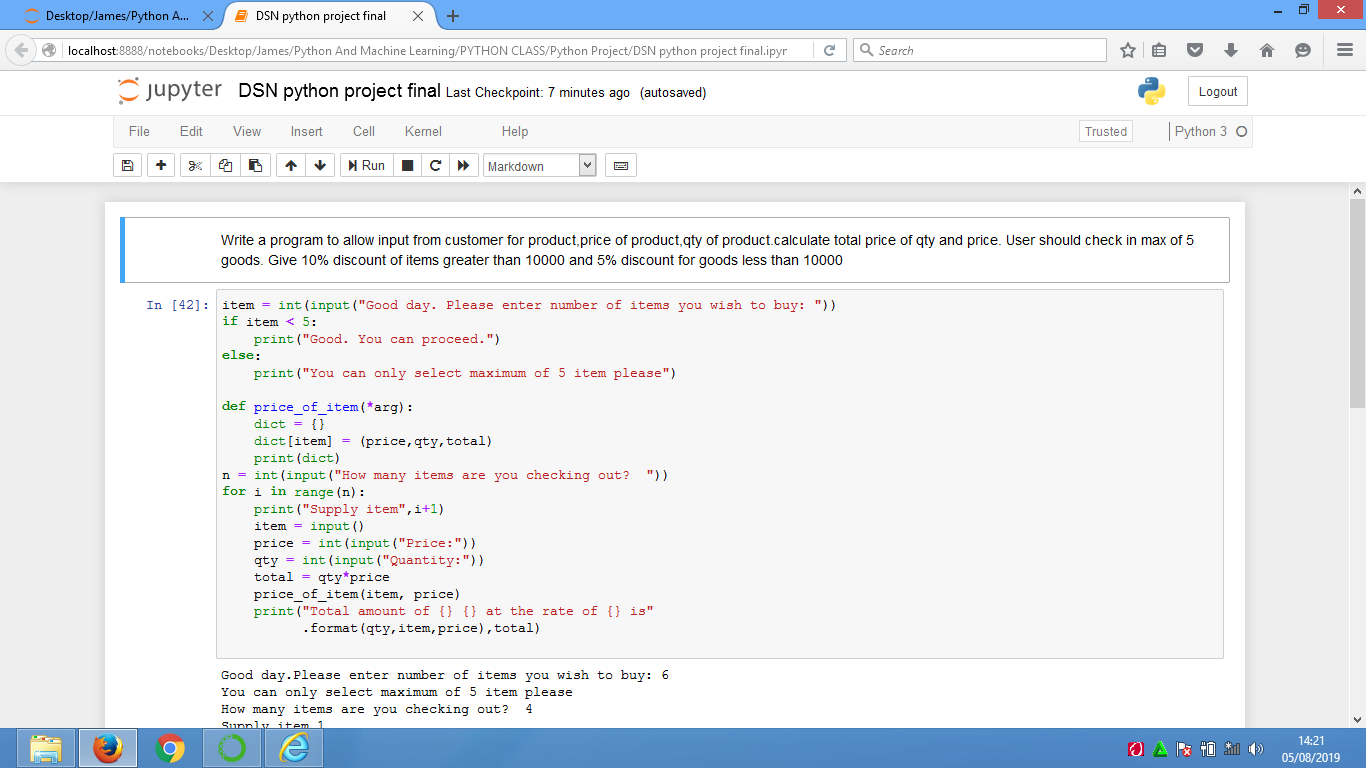 Desktop/James/Python A...
DSN python project final
localhost:8888/notebooks/Desktop/James/Python And Machine Learning/PYTHON CLASS/Python Project/DSN python project final.ipyr
Search
jupyter DSN python project final Last Checkpoint: 7 minutes ago (autosaved)
Logout
File Edit View Insert Cell Kernel Help
Trusted
Python 3
Run
Markdown
Write a program to allow input from customer for product,price of product,qty of product.calculate total price of qty and price. User should check in max of 5
goods. Give 10% discount of items greater than 10000 and 5% discount for goods less than 10000
In [42]:
item = int(input("Good day. Please enter number of items you wish to buy: "))
if item < 5:
    print("Good. You can proceed.")
else:
    print("You can only select maximum of 5 item please")
def price_of_item(*arg):
    dict = {}
    dict[item] = (price,qty,total)
    print(dict)
n = int(input("How many items are you checking out?  "))
for i in range(n):
    print("Supply item",i+1)
    item = input()
    price = int(input("Price:"))
    qty = int(input("Quantity:"))
    total = qty*price
    price_of_item(item, price)
    print("Total amount of {} {} at the rate of {} is"
          .format(qty,item,price),total)
Good day.Please enter number of items you wish to buy: 6
You can only select maximum of 5 item please
How many items are you checking out?  4
Supply item 1
14:21
05/08/2019